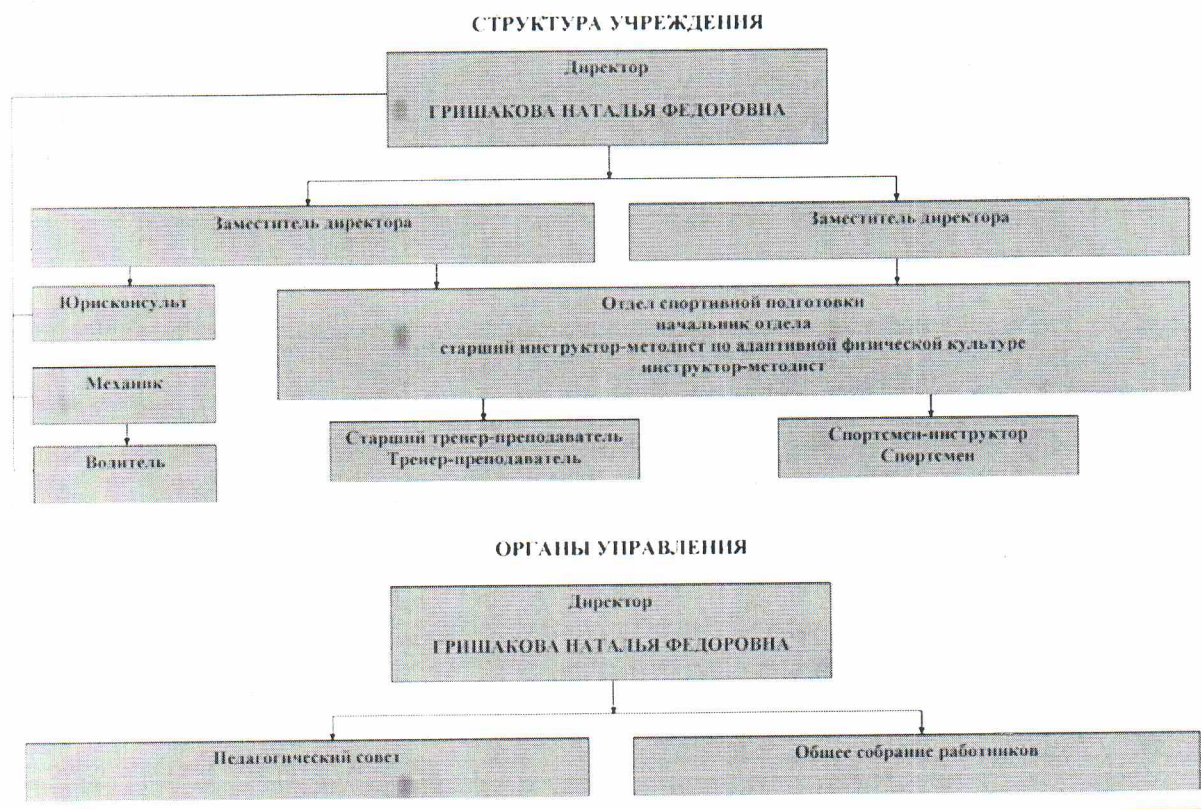 СТРУКТУРА УЧРЕЖДЕНИЯ
Директор
ГРИШАКОВА НАТАЛЬЯ ФЕДОРОВНА
Заместитель директора
Заместитель директора
Юрисконсульт
Отдел спортивной подготовки
начальник отдела
старший инструктор-методист по адаптивной физической культуре
инструктор-методист
Механик
Старший тренер-преподаватель
Тренер-преподаватель
Спортсмен-инструктор
Спортсмен
Водитель
ОРГАНЫ УПРАВЛЕНИЯ
Директор
ГРИШАКОВА НАТАЛЬЯ ФЕДОРОВНА
Педагогический совет
Общее собрание работников